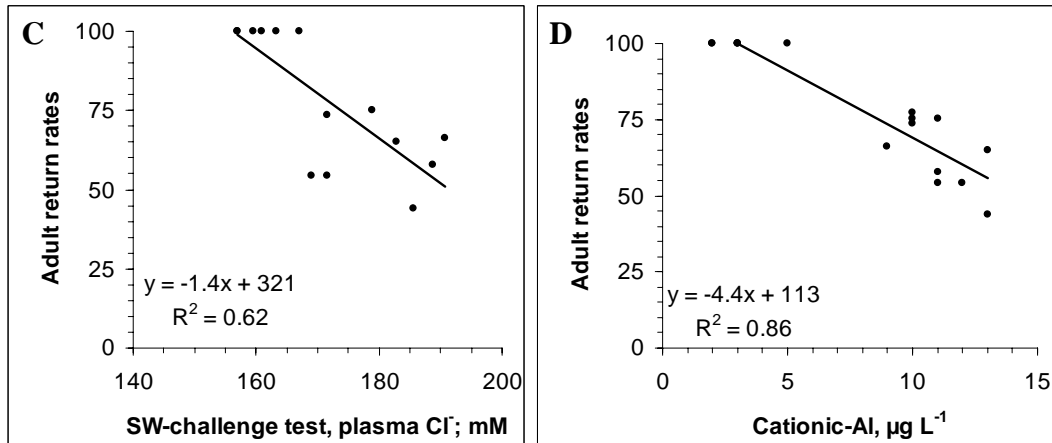 C
100
75
50
25
0
Adult return rates
y = -1.4x + 321
R² = 0.62
140 160 180 200
SW-challenge test, plasma Cl⁻; mM
D
100
75
50
25
0
Adult return rates
y = -4.4x + 113
R² = 0.86
0 5 10 15
Cationic-Al, µg L⁻¹